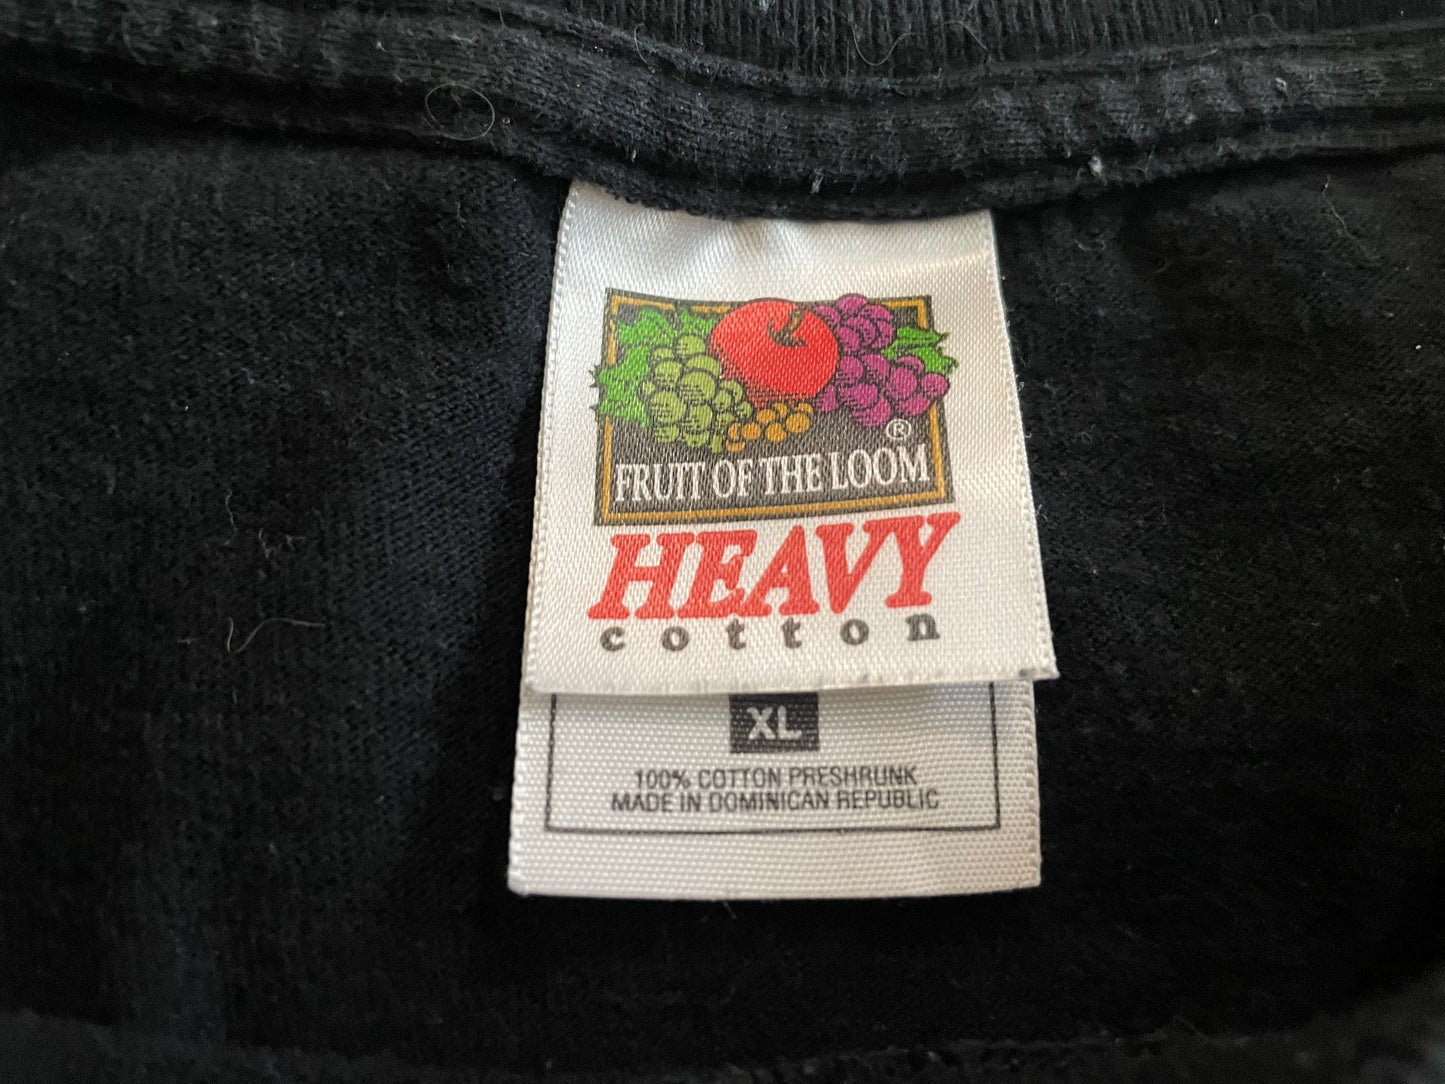 ®
FRUIT OF THE LOOM
HEAVY
cotton
XL
100% COTTON PRESHRUNK
MADE IN DOMINICAN REPUBLIC